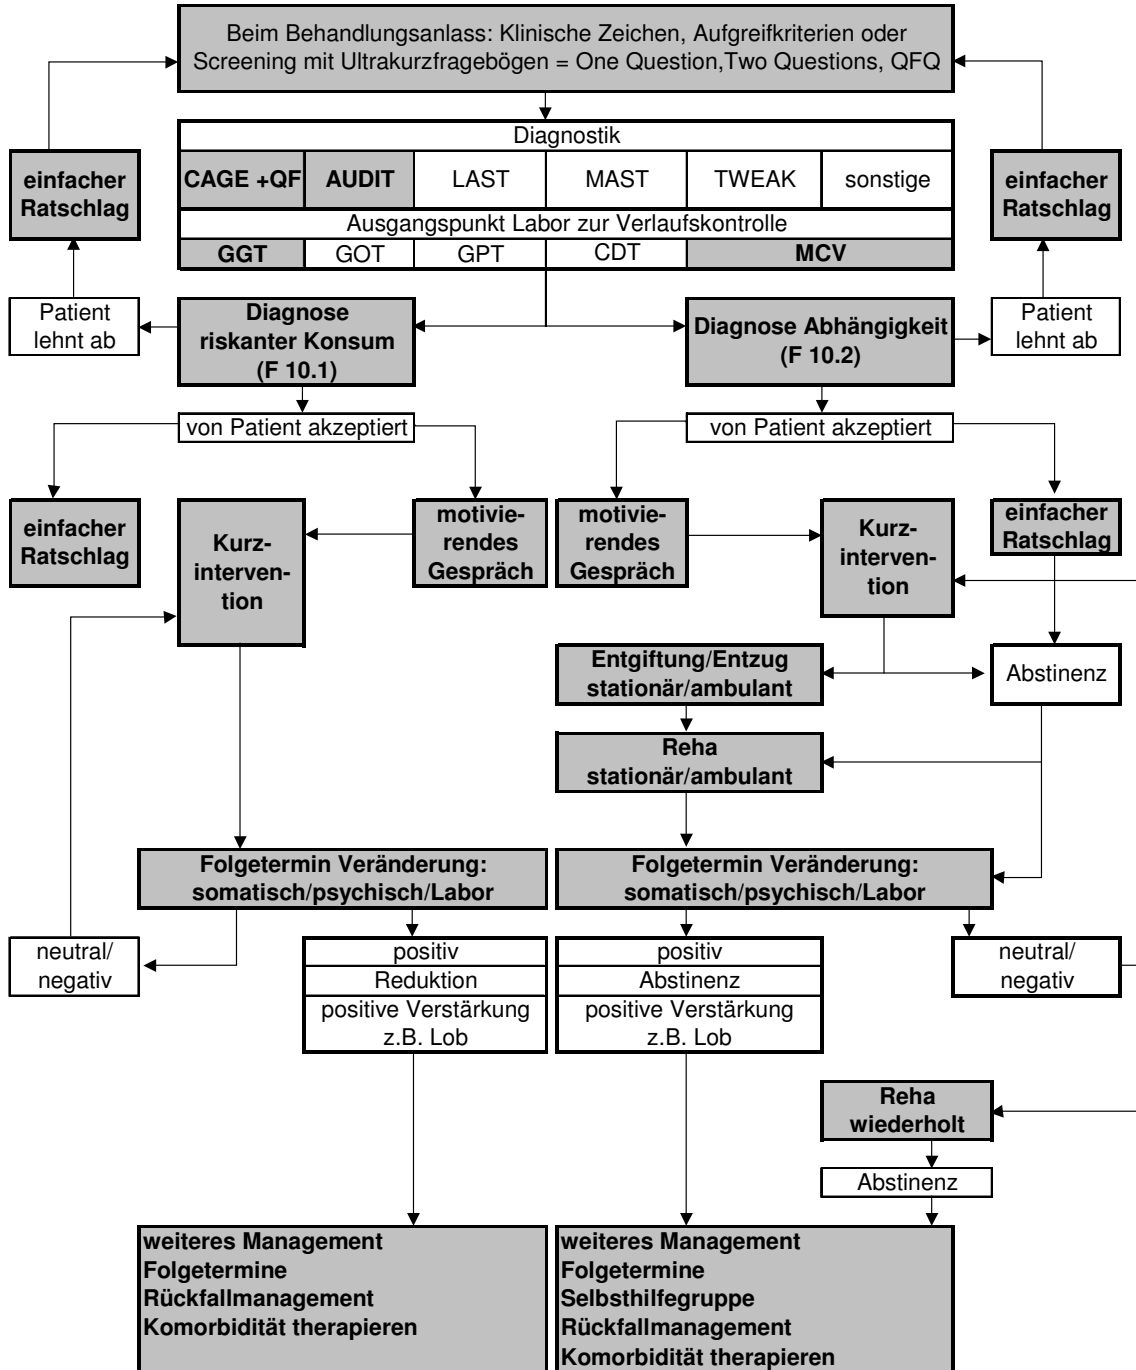 Beim Behandlungsanlass: Klinische Zeichen, Aufgreifkriterien oder
Screening mit Ultrakurzfragebögen = One Question,Two Questions, QFQ
Diagnostik
CAGE +QF AUDIT LAST MAST TWEAK sonstige
Ausgangspunkt Labor zur Verlaufskontrolle
GGT GOT GPT CDT MCV
einfacher
Ratschlag
einfacher
Ratschlag
Patient
lehnt ab
Diagnose
riskanter Konsum
(F 10.1)
Diagnose Abhängigkeit
(F 10.2)
Patient
lehnt ab
von Patient akzeptiert
von Patient akzeptiert
einfacher
Ratschlag
Kurz-
interven-
tion
motivie-
rendes
Gespräch
motivie-
rendes
Gespräch
Kurz-
interven-
tion
einfacher
Ratschlag
Entgiftung/Entzug
stationär/ambulant
Abstinenz
Reha
stationär/ambulant
Folgetermin Veränderung:
somatisch/psychisch/Labor
Folgetermin Veränderung:
somatisch/psychisch/Labor
neutral/
negativ
positiv
Reduktion
positive Verstärkung
z.B. Lob
positiv
Abstinenz
positive Verstärkung
z.B. Lob
neutral/
negativ
Reha
wiederholt
Abstinenz
weiteres Management
Folgetermine
Rückfallmanagement
Komorbidität therapieren
weiteres Management
Folgetermine
Selbsthilfegruppe
Rückfallmanagement
Komorbidität therapieren